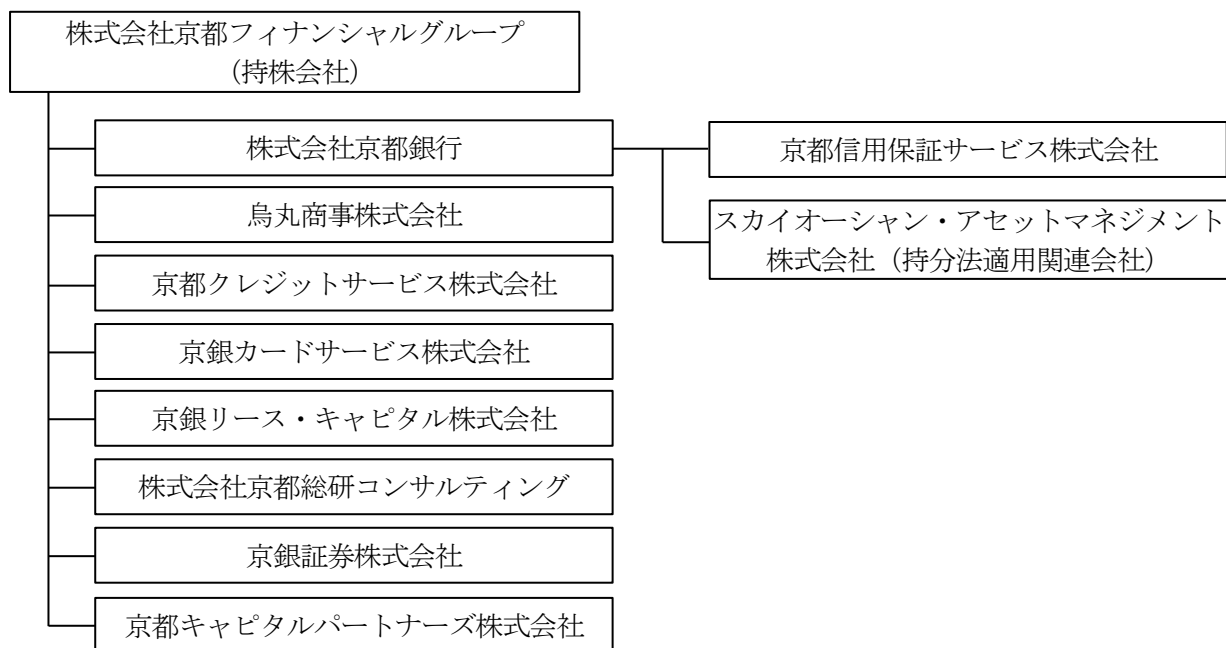 株式会社京都フィナンシャルグループ
(持株会社)
株式会社京都銀行
京都信用保証サービス株式会社
烏丸商事株式会社
スカイオーシャン・アセットマネジメント
株式会社（持分法適用関連会社）
京都クレジットサービス株式会社
京銀カードサービス株式会社
京銀リース・キャピタル株式会社
株式会社京都総研コンサルティング
京銀証券株式会社
京都キャピタルパートナーズ株式会社